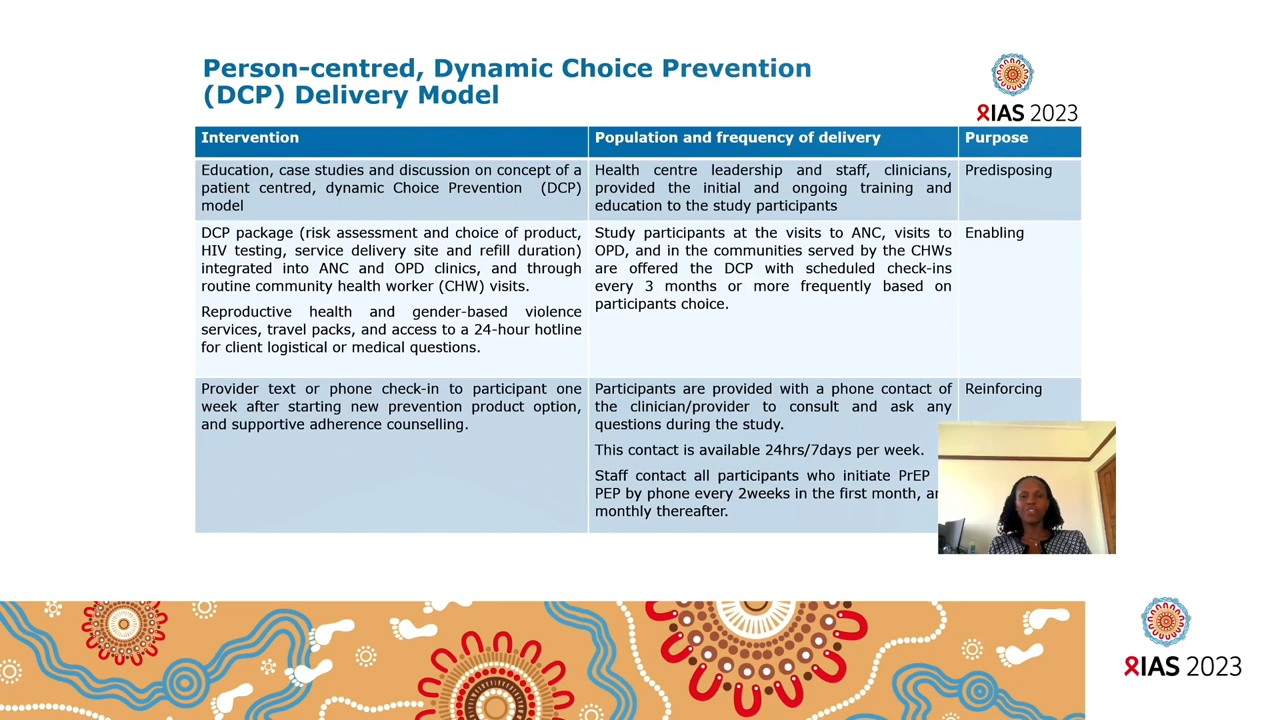 Person-centred, Dynamic Choice Prevention
(DCP) Delivery Model
IAS 2023
Intervention
Population and frequency of delivery
Purpose
Education, case studies and discussion on concept of a
patient centred, dynamic Choice Prevention (DCP)
model
Health centre leadership and staff, clinicians,
provided the initial and ongoing training and
education to the study participants
Predisposing
DCP package (risk assessment and choice of product,
HIV testing, service delivery site and refill duration)
integrated into ANC and OPD clinics, and through
routine community health worker (CHW) visits.
Reproductive health and gender-based violence
services, travel packs, and access to a 24-hour hotline
for client logistical or medical questions.
Study participants at the visits to ANC, visits to
OPD, and in the communities served by the CHWs
are offered the DCP with scheduled check-ins
every 3 months or more frequently based on
participants choice.
Enabling
Provider text or phone check-in to participant one
week after starting new prevention product option,
and supportive adherence counselling.
Participants are provided with a phone contact of
the clinician/provider to consult and ask any
questions during the study.
This contact is available 24hrs/7days per week.
Staff contact all participants who initiate PrEP
PEP by phone every 2weeks in the first month,
monthly thereafter.
Reinforcing
IAS 2023